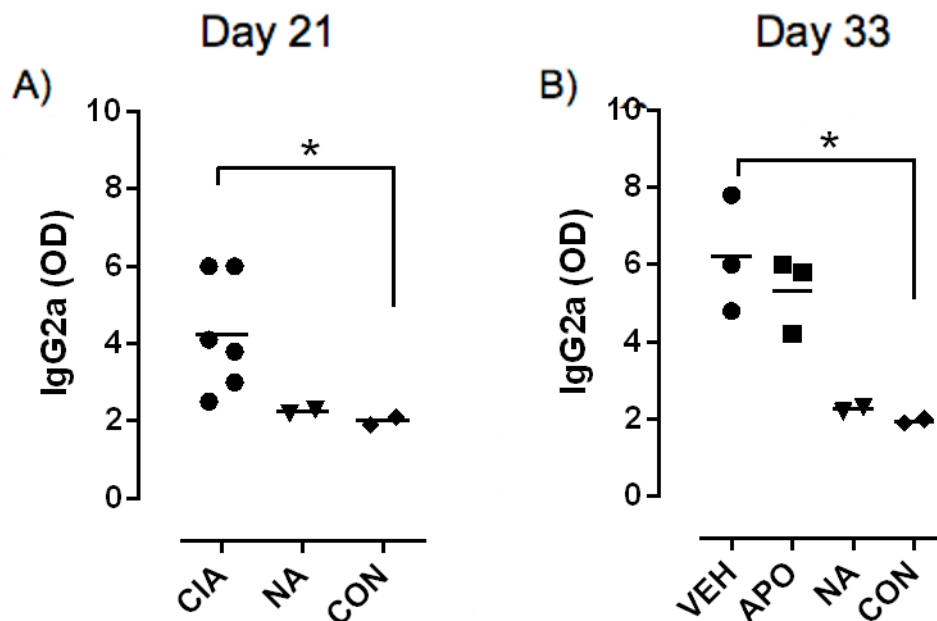 Day 21
Day 33
A)
B)
10
8
6
4
2
0
IgG2a (OD)
*
CIA
NA
CON
10
8
6
4
2
0
IgG2a (OD)
*
VEH
APO
NA
CON